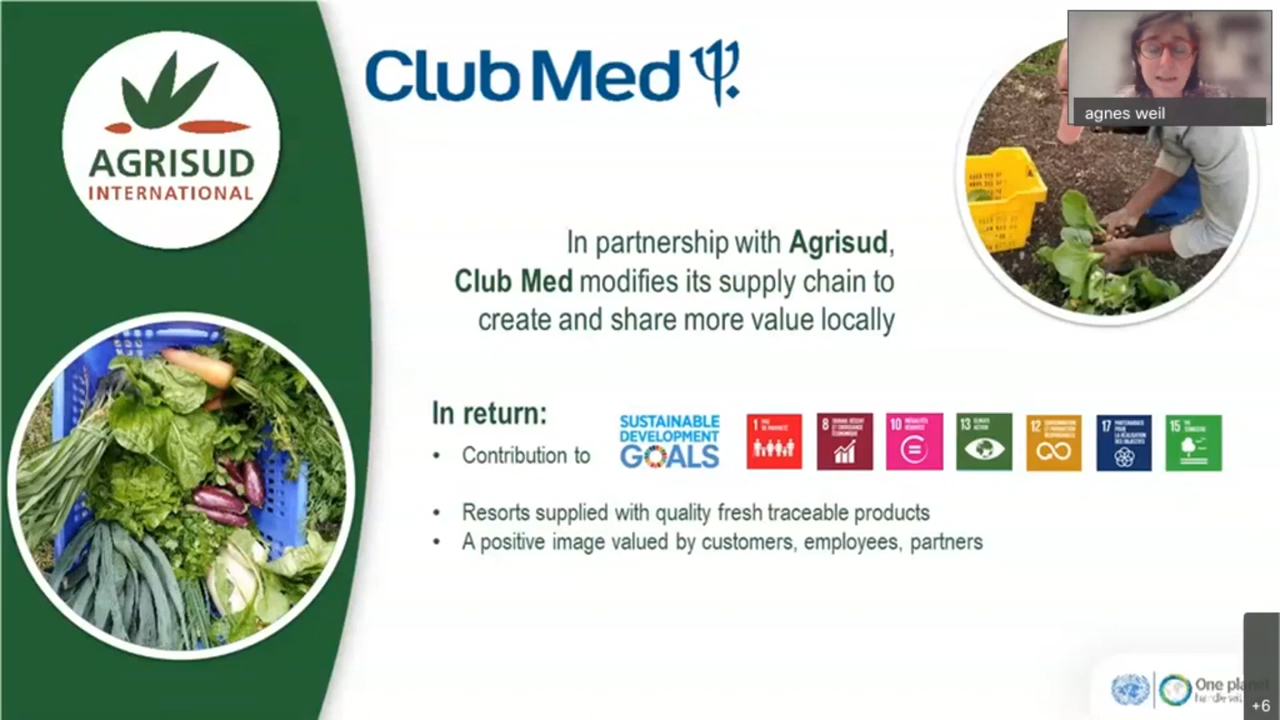 Club Med
agnes weil
AGRISUD
INTERNATIONAL
In partnership with Agrisud,
Club Med modifies its supply chain to
create and share more value locally
In return:
• Contribution to
SUSTAINABLE
DEVELOPMENT
GOALS
1
8
10
13
12
17
15
• Resorts supplied with quality fresh traceable products
• A positive image valued by customers, employees, partners
One planet
+6